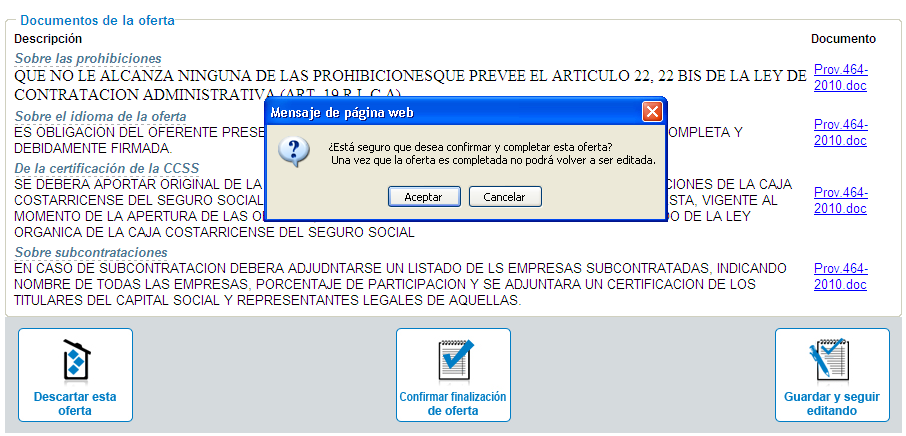 Documentos de la oferta
Descripción Documento
Sobre las prohibiciones
QUE NO LE ALCANZA NINGUNA DE LAS PROHIBICIONESQUE PREVEE EL ARTICULO 22, 22 BIS DE LA LEY DE
CONTRATACION ADMINISTRATIVA (ART. 19 R.L.C.A)
Prov.464-
2010.doc
Sobre el idioma de la oferta
ES OBLIGACION DEL OFERENTE PRESE OMPLETA Y
DEBIDAMENTE FIRMADA.
Prov.464-
2010.doc
De la certificación de la CCSS
SE DEBERA APORTAR ORIGINAL DE LA CIONES DE LA CAJA
COSTARRICENSE DEL SEGURO SOCIAL STA, VIGENTE AL
MOMENTO DE LA APERTURA DE LAS O BO DE LA LEY
ORGANICA DE LA CAJA COSTARRICENSE DEL SEGURO SOCIAL
Prov.464-
2010.doc
Sobre subcontrataciones
EN CASO DE SUBCONTRATACION DEBERA ADJUDNTARSE UN LISTADO DE LS EMPRESAS SUBCONTRATADAS, INDICANDO
NOMBRE DE TODAS LAS EMPRESAS, PORCENTAJE DE PARTICIPACION Y SE ADJUNTARA UN CERTIFICACION DE LOS
TITULARES DEL CAPITAL SOCIAL Y REPRESENTANTES LEGALES DE AQUELLAS.
Prov.464-
2010.doc
Mensaje de página web
¿Está seguro que desea confirmar y completar esta oferta?
Una vez que la oferta es completada no podrá volver a ser editada.
Aceptar Cancelar
Descartar esta
oferta
Confirmar finalización
de oferta
Guardar y seguir
editando